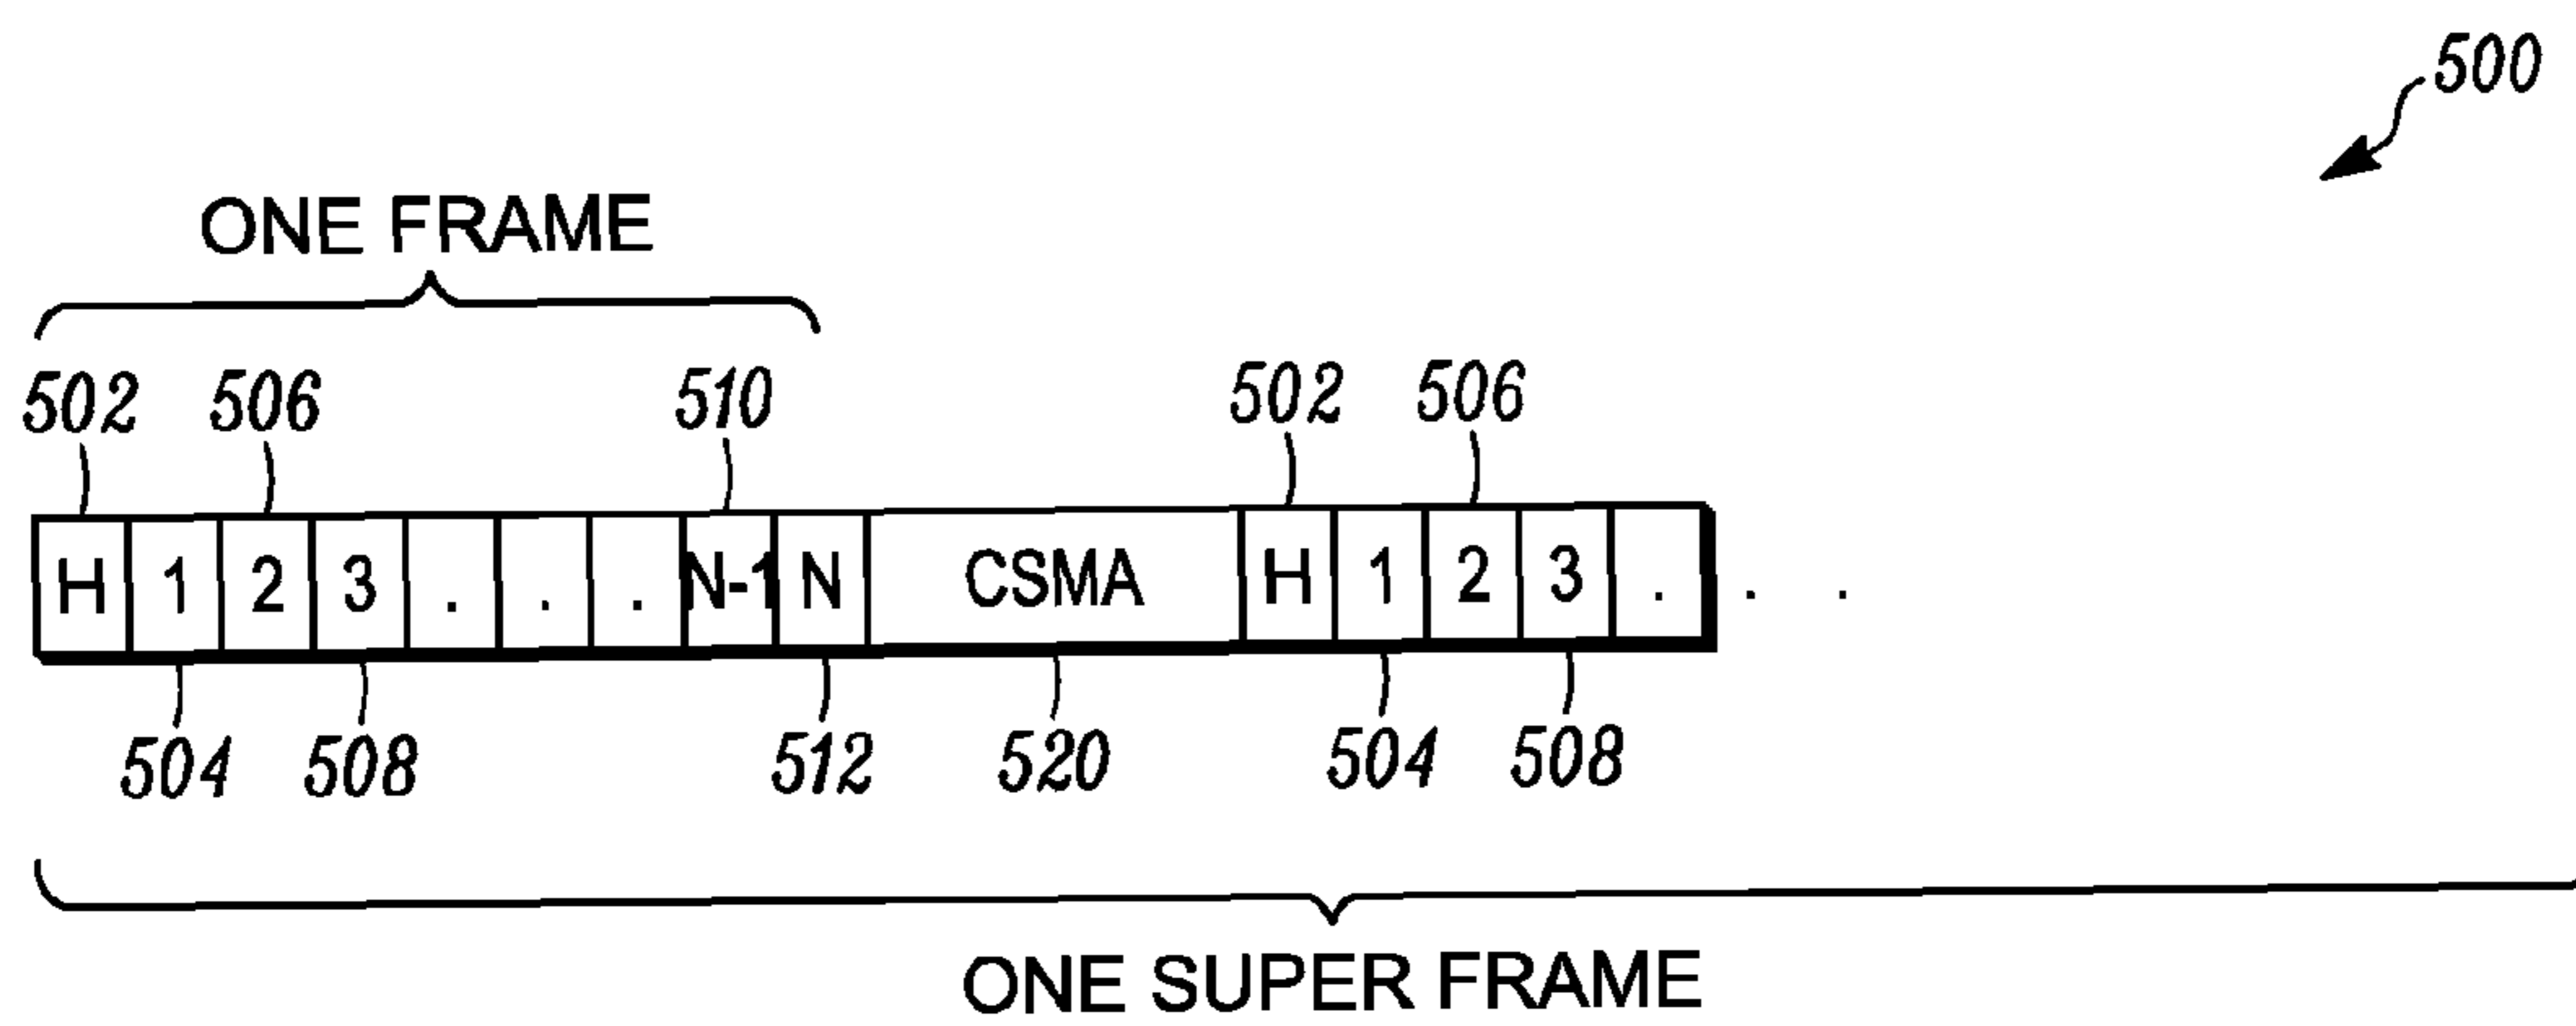 500
ONE FRAME
502 506 510 502 506
H 1 2 3 . . . N-1 N CSMA H 1 2 3 . . .
504 508 512 520 504 508
ONE SUPER FRAME